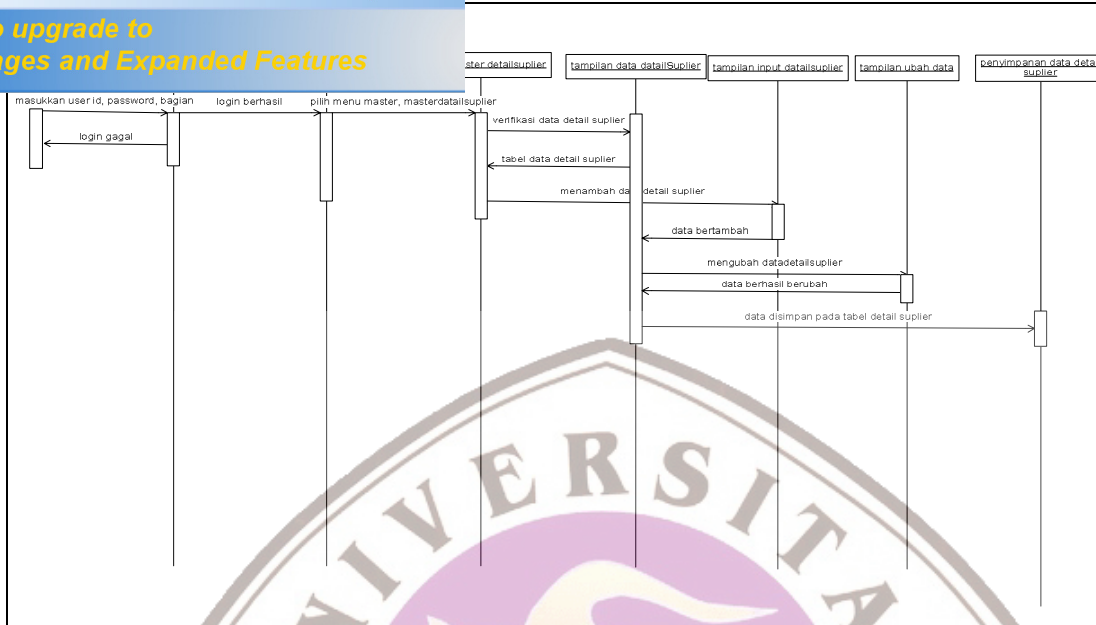 upgrade to
ges and Expanded Features
ster detailsuplier
tampilan data datailSuplier
tampilan input datailsuplier
tampilan ubah data
penyimpanan data deta
suplier
masukkan user id, password, bagian
login berhasil
pilih menu master, masterdatailsuplier
login gagal
verifikasi data detail suplier
tabel data detail suplier
menambah da detail suplier
data bertambah
mengubah datadetailsuplier
data berhasil berubah
data disimpan pada tabel detail suplier
NIVERSITA